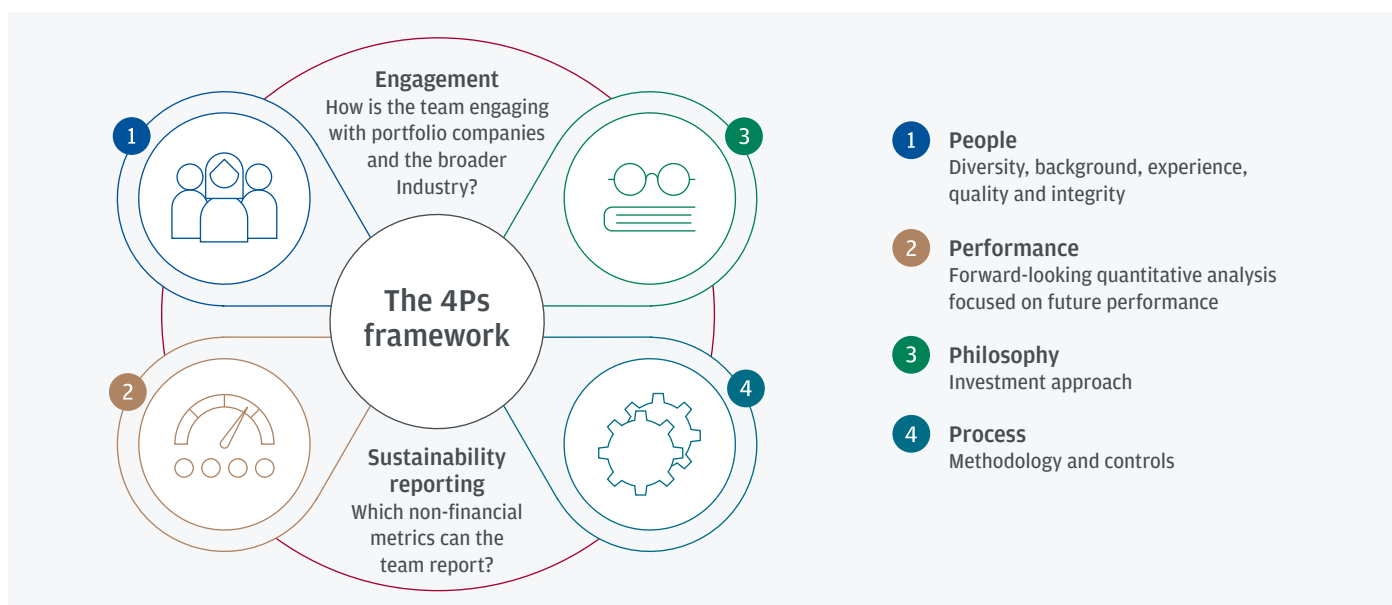 Engagement
How is the team engaging
with portfolio companies
and the broader
Industry?
1
3
The 4Ps
framework
2
4
Sustainability
reporting
Which non-financial
metrics can the
team report?
1 People
Diversity, background, experience,
quality and integrity
2 Performance
Forward-looking quantitative analysis
focused on future performance
3 Philosophy
Investment approach
4 Process
Methodology and controls